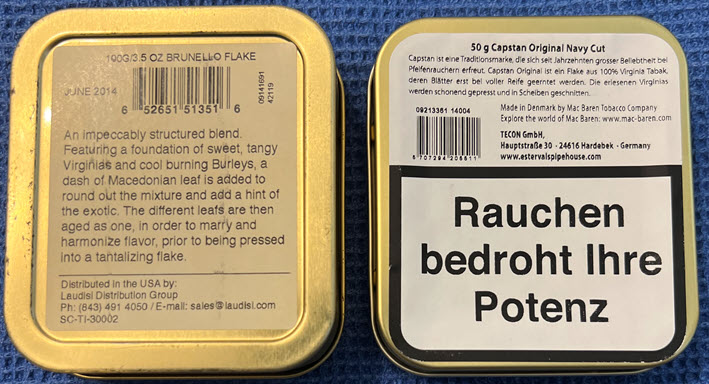 100G/3.5 OZ BRUNELLO FLAKE
JUNE 2014
09141691
42119
6 52651 51351 6
An impeccably structured blend.
Featuring a foundation of sweet, tangy
Virginias and cool burning Burleys, a
dash of Macedonian leaf is added to
round out the mixture and add a hint of
the exotic. The different leafs are then
aged as one, in order to marry and
harmonize flavor, prior to being pressed
into a tantalizing flake.
Distributed in the USA by:
Laudisi Distribution Group
Ph: (843) 491 4050 / E-mail: sales@laudisi.com
SC-TI-30002
50 g Capstan Original Navy Cut
Capstan ist eine Traditionsmarke, die sich seit Jahrzehnten grosser Beliebtheit bei
Pfeifenrauchern erfreut. Capstan Original ist ein Flake aus 100% Virginia Tabak,
deren Blätter erst bei voller Reife geerntet werden. Die erlesenen Virginias
werden schonend gepresst und in Scheiben geschnitten.
09213361 14004
5 707294 206511
Made in Denmark by Mac Baren Tobacco Company
Explore the world of Mac Baren: www.mac-baren.com
TECON GmbH,
Hauptstraße 30 · 24616 Hardebek · Germany
www.estervalspipehouse.com
Rauchen
bedroht Ihre
Potenz